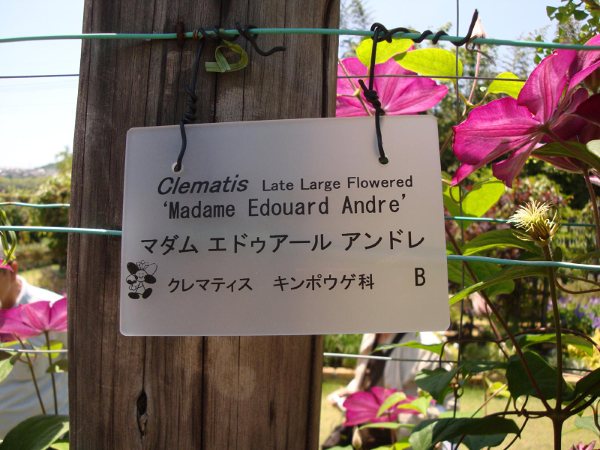 Clematis Late Large Flowered
'Madame Edouard Andre'
マダム エドゥアール アンドレ
クレマティス キンポウゲ科 B